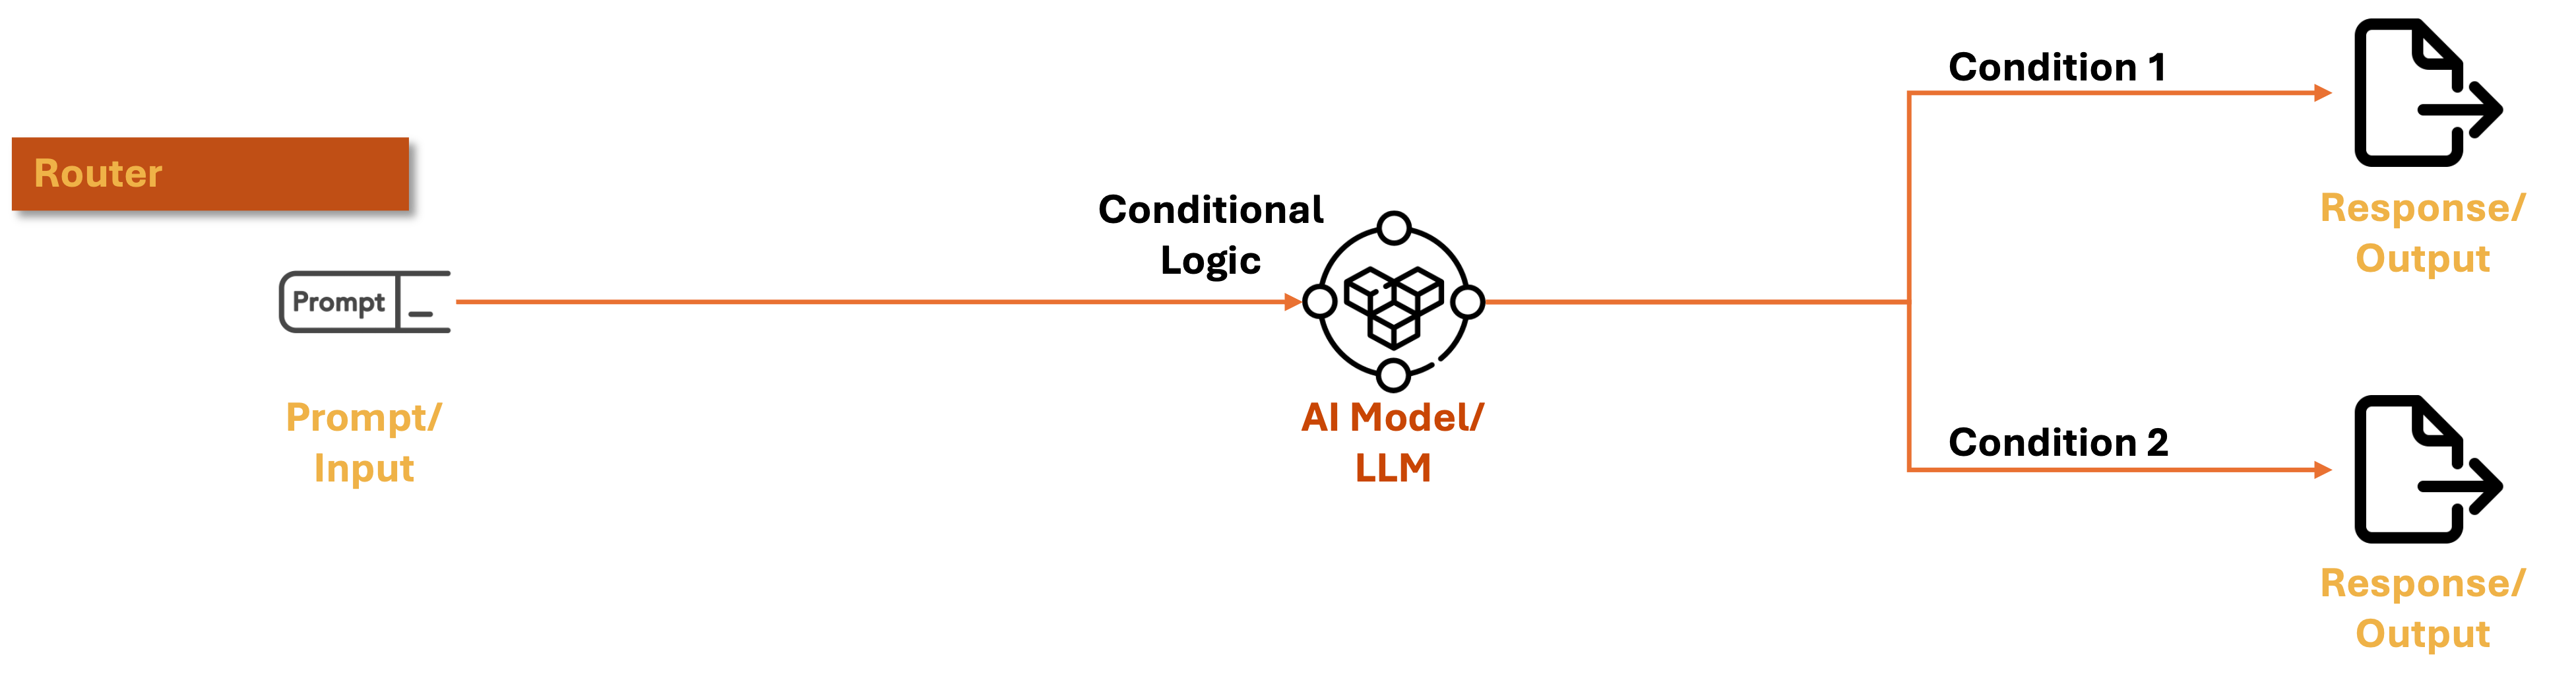 Router
Prompt
Prompt/
Input
Conditional
Logic
AI Model/
LLM
Condition 1
Response/
Output
Condition 2
Response/
Output